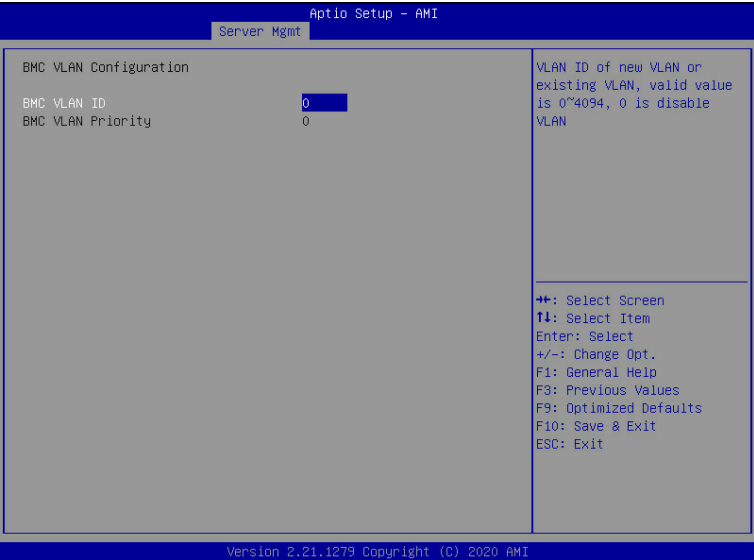 Aptio Setup – AMI
Server Mgmt
BMC VLAN Configuration
BMC VLAN ID 0
BMC VLAN Priority 0
VLAN ID of new VLAN or
existing VLAN, valid value
is 0~4094, 0 is disable
VLAN
→←: Select Screen
↑↓: Select Item
Enter: Select
+/-: Change Opt.
F1: General Help
F3: Previous Values
F9: Optimized Defaults
F10: Save & Exit
ESC: Exit
Version 2.21.1279 Copyright (C) 2020 AMI